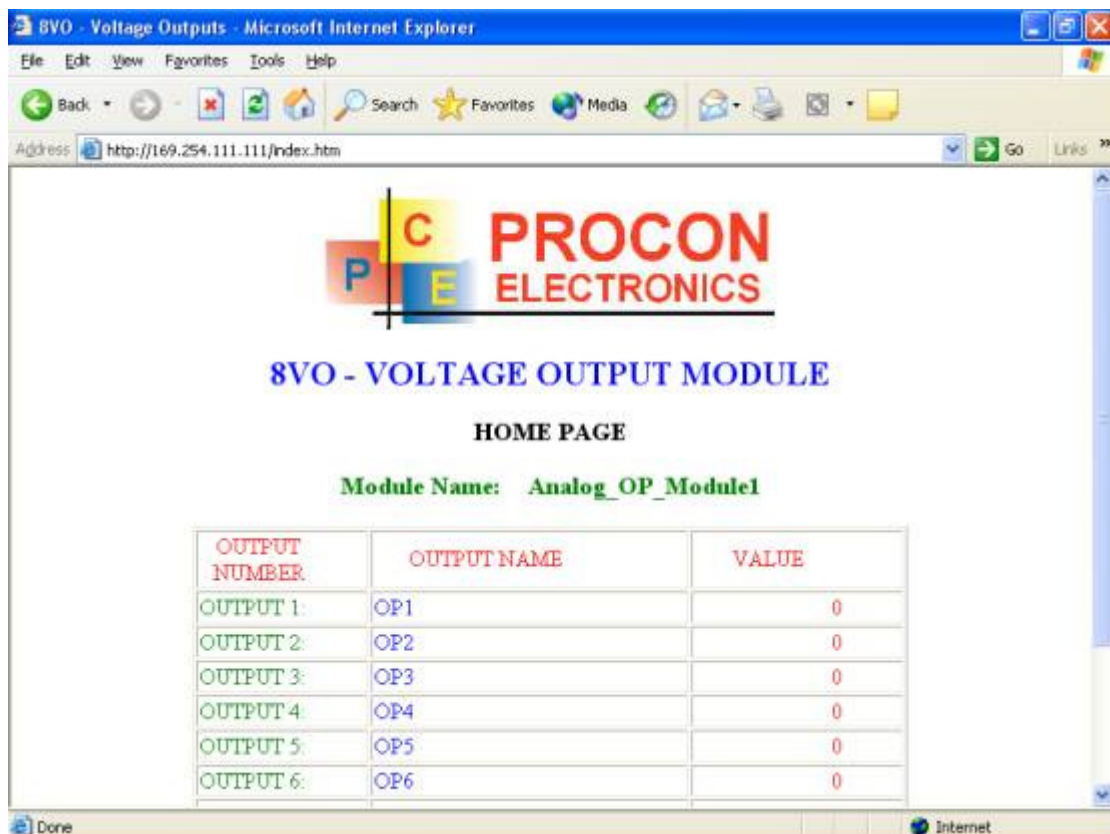 8VO - Voltage Outputs - Microsoft Internet Explorer
File Edit View Favorites Tools Help
Back Search Favorites Media
Address http://169.254.111.111/index.htm Go Links »
P C E PROCON
ELECTRONICS
8VO - VOLTAGE OUTPUT MODULE
HOME PAGE
Module Name: Analog_OP_Module1
OUTPUT NUMBER OUTPUT NAME VALUE
OUTPUT 1: OP1 0
OUTPUT 2: OP2 0
OUTPUT 3: OP3 0
OUTPUT 4: OP4 0
OUTPUT 5: OP5 0
OUTPUT 6: OP6 0
Done Internet